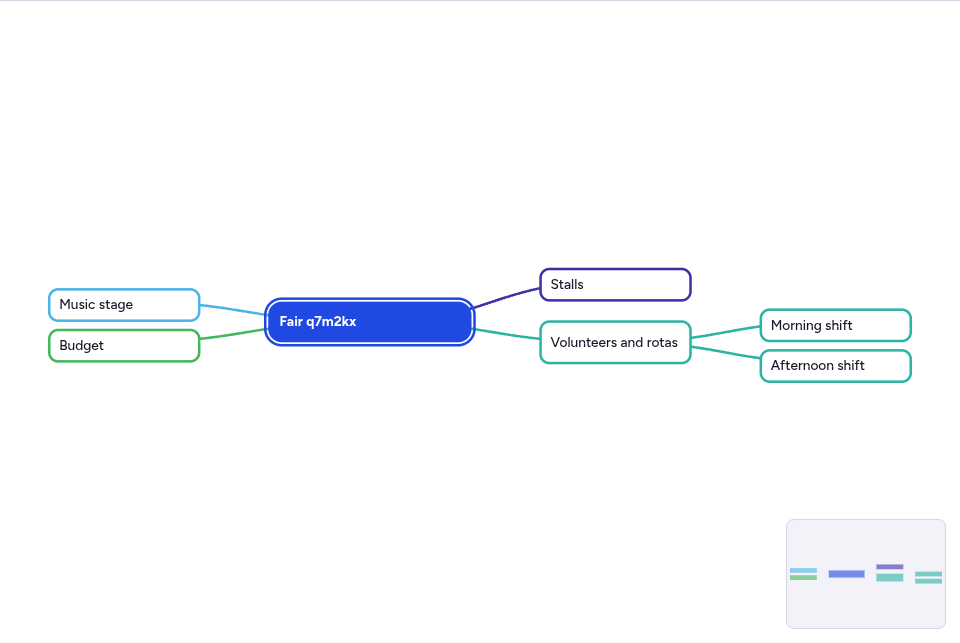 Music stage
Budget
Fair q7m2kx
Stalls
Volunteers and rotas
Morning shift
Afternoon shift